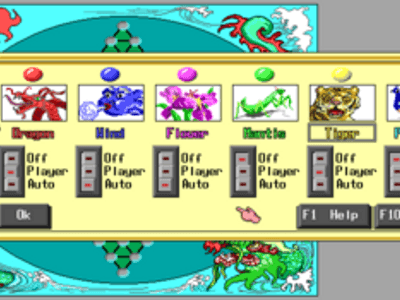 Dragon Wind Flower Mantis Tiger
Off Off Off Off Off
Player Player Player Player Player
Auto Auto Auto Auto Auto
Ok F1 Help F10